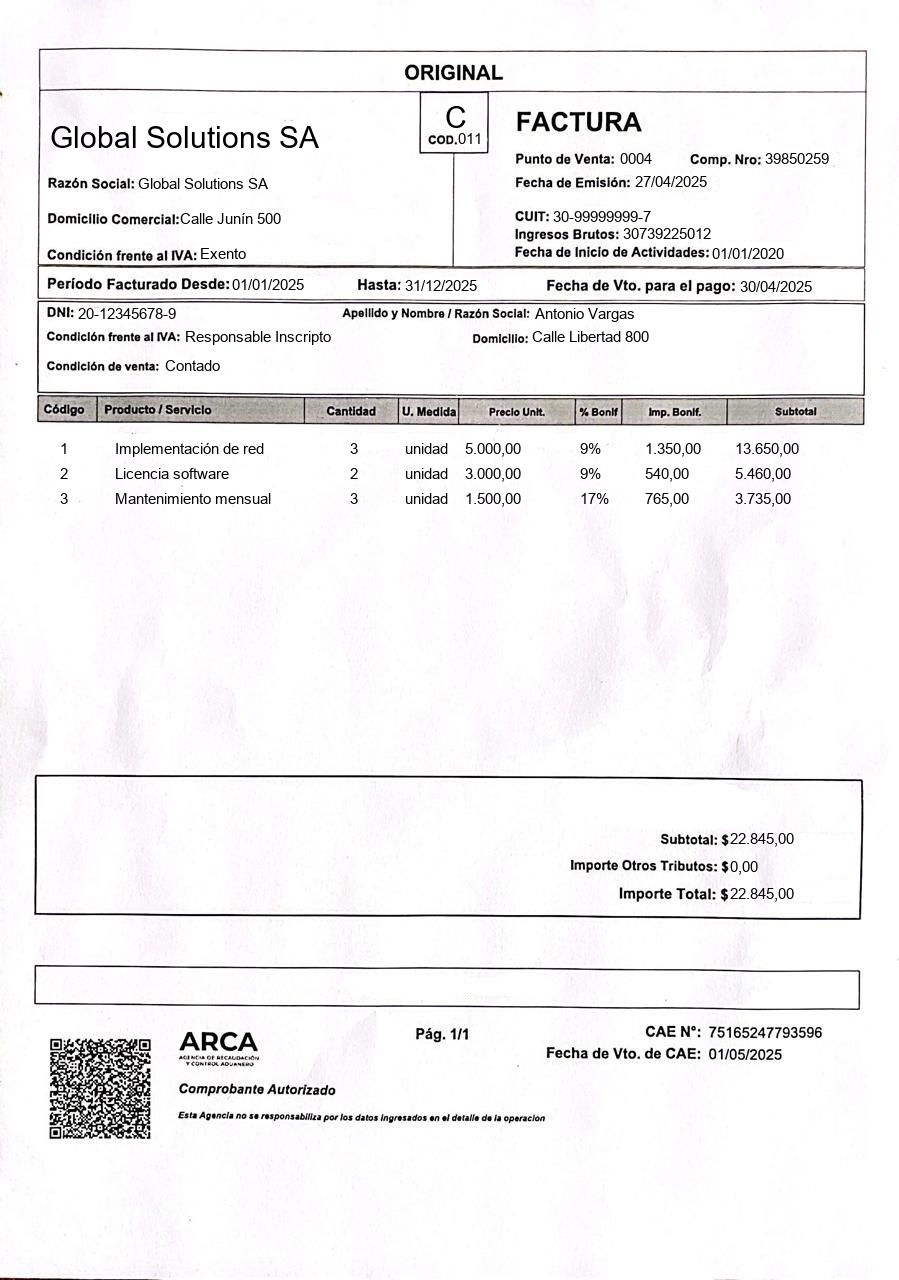 ORIGINAL
C
COD.011
Global Solutions SA
FACTURA
Punto de Venta: 0004 Comp. Nro: 39850259
Razón Social: Global Solutions SA
Fecha de Emisión: 27/04/2025
Domicilio Comercial:Calle Junín 500
CUIT: 30-99999999-7
Ingresos Brutos: 30739225012
Condición frente al IVA: Exento
Fecha de Inicio de Actividades: 01/01/2020
Período Facturado Desde: 01/01/2025 Hasta: 31/12/2025 Fecha de Vto. para el pago: 30/04/2025
DNI: 20-12345678-9 Apellido y Nombre / Razón Social: Antonio Vargas
Condición frente al IVA: Responsable Inscripto Domicilio: Calle Libertad 800
Condición de venta: Contado
Código Producto / Servicio Cantidad U. Medida Precio Unit. % Bonif Imp. Bonif. Subtotal
1 Implementación de red 3 unidad 5.000,00 9% 1.350,00 13.650,00
2 Licencia software 2 unidad 3.000,00 9% 540,00 5.460,00
3 Mantenimiento mensual 3 unidad 1.500,00 17% 765,00 3.735,00
Subtotal: $22.845,00
Importe Otros Tributos: $0,00
Importe Total: $22.845,00
ARCA
AGENCIA DE RECAUDACIÓN
Y CONTROL ADUANERO
Pág. 1/1
CAE N°: 75165247793596
Fecha de Vto. de CAE: 01/05/2025
Comprobante Autorizado
Esta Agencia no se responsabiliza por los datos ingresados en el detalle de la operación